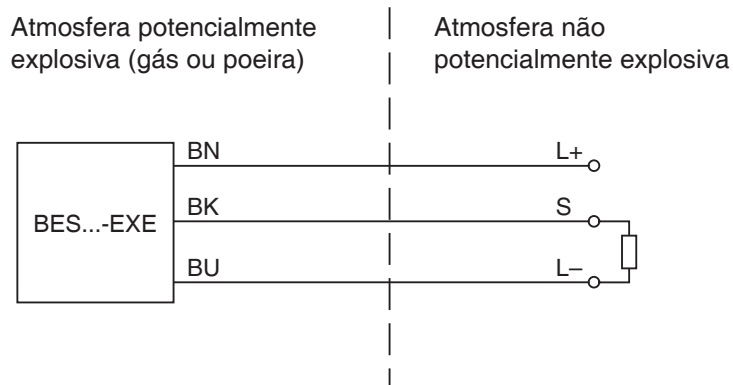 Atmosfera potencialmente
explosiva (gás ou poeira)
Atmosfera não
potencialmente explosiva
BN
L+
BES...-EXE
BK
S
BU
L–